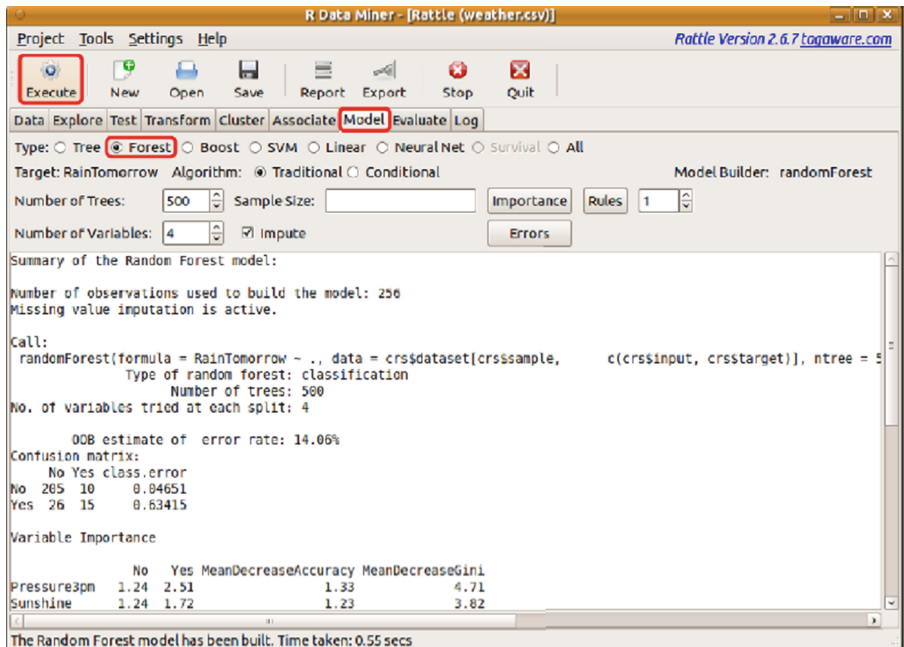 R Data Miner - [Rattle (weather.csv)]
Project Tools Settings Help Rattle Version 2.6.7 togaware.com
Execute New Open Save Report Export Stop Quit
Data Explore Test Transform Cluster Associate Model Evaluate Log
Type: Tree Forest Boost SVM Linear Neural Net Survival All
Target: RainTomorrow Algorithm: Traditional Conditional Model Builder: randomForest
Number of Trees: 500 Sample Size: Importance Rules 1
Number of Variables: 4 Impute Errors
Summary of the Random Forest model:
Number of observations used to build the model: 256
Missing value imputation is active.
Call:
randomForest(formula = RainTomorrow ~ ., data = crs$dataset[crs$sample, c(crs$input, crs$target)], ntree = 5
Type of random forest: classification
Number of trees: 500
No. of variables tried at each split: 4
OOB estimate of error rate: 14.06%
Confusion matrix:
No Yes class.error
No 205 10 0.04651
Yes 26 15 0.63415
Variable Importance
No Yes MeanDecreaseAccuracy MeanDecreaseGini
Pressure3pm 1.24 2.51 1.33 4.71
Sunshine 1.24 1.72 1.23 3.82
The Random Forest model has been built. Time taken: 0.55 secs